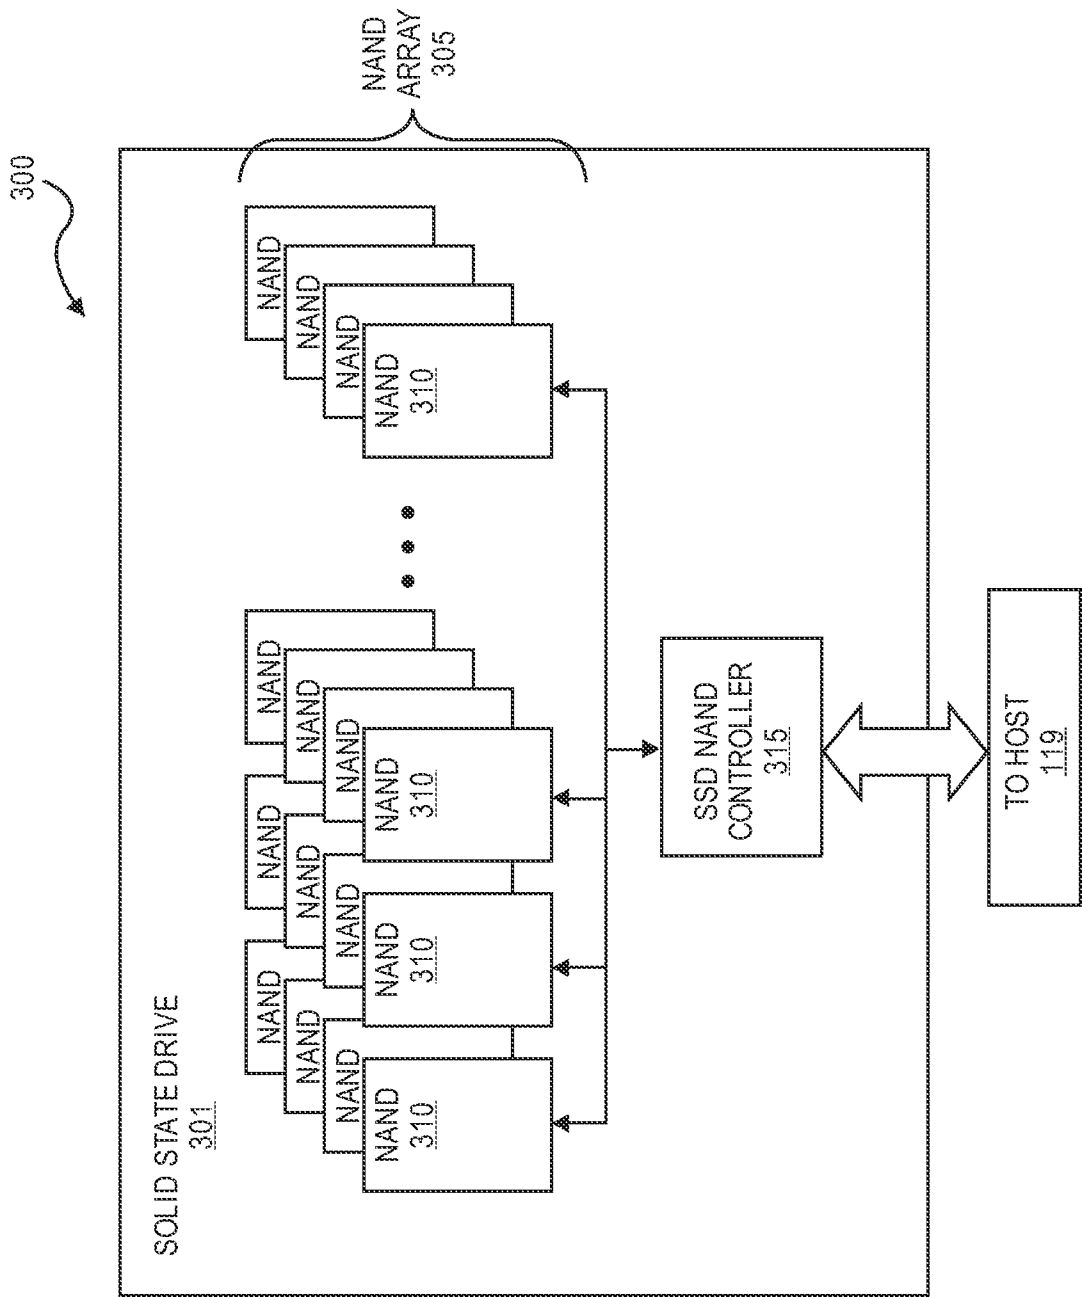 300
SOLID STATE DRIVE
301
NAND
ARRAY
305
NAND
NAND
NAND
NAND
310
NAND
NAND
NAND
NAND
310
NAND
NAND
NAND
NAND
310
NAND
NAND
NAND
NAND
310
SSD NAND
CONTROLLER
315
TO HOST
119